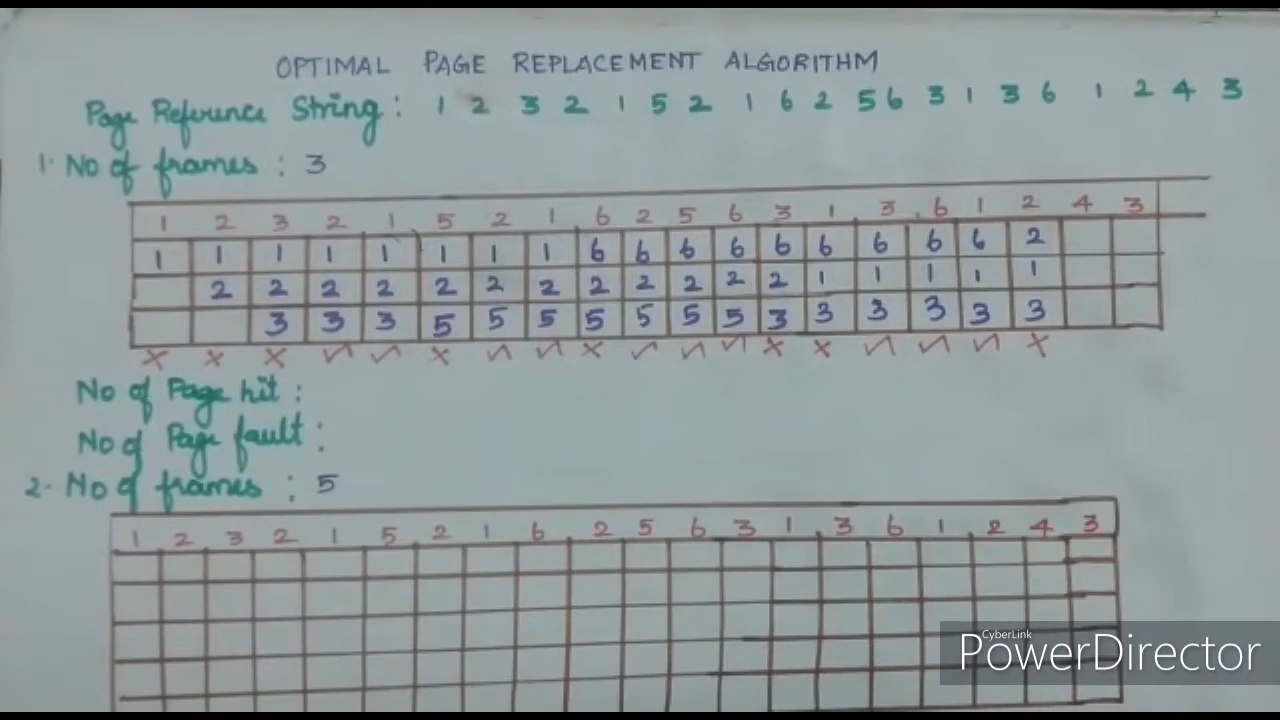 OPTIMAL PAGE REPLACEMENT ALGORITHM
Page Reference String: 1 2 3 2 1 5 2 1 6 2 5 6 3 1 3 6 1 2 4 3
1. No of frames : 3
1 2 3 2 1 5 2 1 6 2 5 6 3 1 3 6 1 2 4 3
1 1 1 1 1 1 1 1 6 6 6 6 6 6 6 6 6 2
2 2 2 2 2 2 2 2 2 2 2 2 1 1 1 1 1
3 3 3 5 5 5 5 5 5 5 3 3 3 3 3 3
x x x ✓ ✓ x ✓ ✓ x ✓ ✓ ✓ x x ✓ ✓ ✓ x
No of Page hit :
No of Page fault :
2. No of frames : 5
1 2 3 2 1 5 2 1 6 2 5 6 3 1 3 6 1 2 4 3
CyberLink
PowerDirector